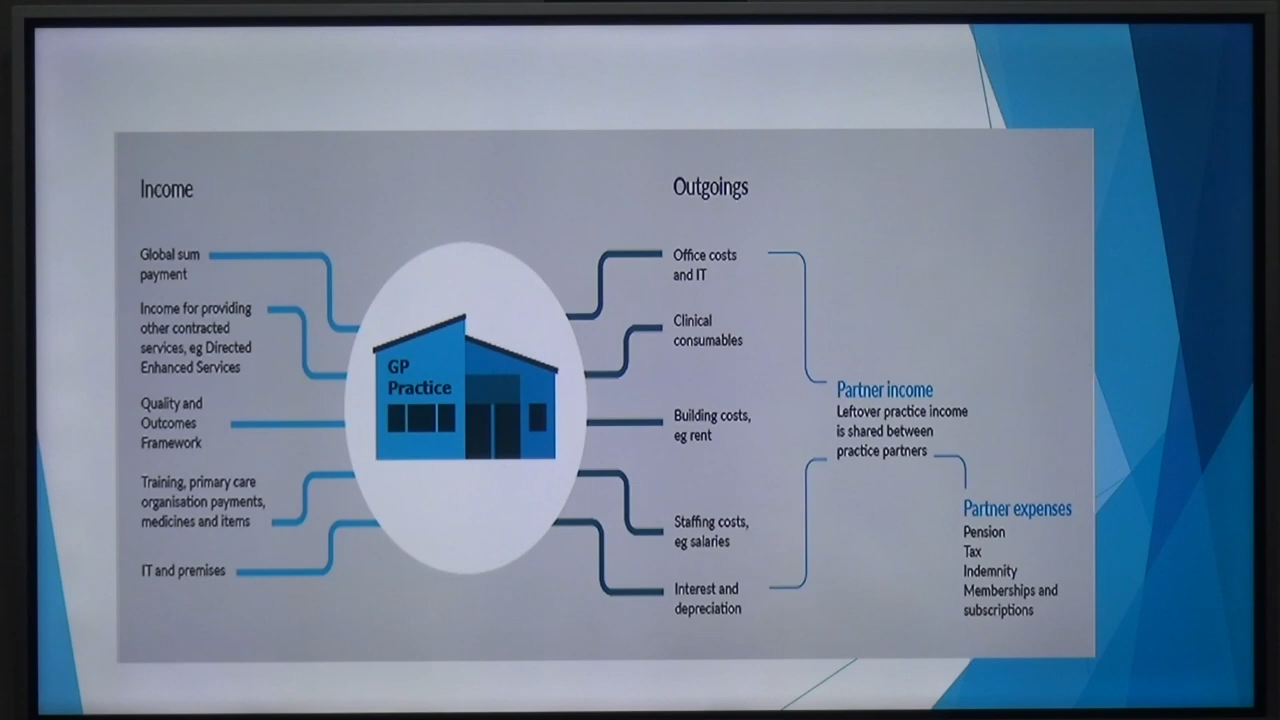 Income
Global sum
payment
Income for providing
other contracted
services, eg Directed
Enhanced Services
Quality and
Outcomes
Framework
Training, primary care
organisation payments,
medicines and items
IT and premises
GP
Practice
Outgoings
Office costs
and IT
Clinical
consumables
Building costs,
eg rent
Staffing costs,
eg salaries
Interest and
depreciation
Partner income
Leftover practice income
is shared between
practice partners
Partner expenses
Pension
Tax
Indemnity
Memberships and
subscriptions